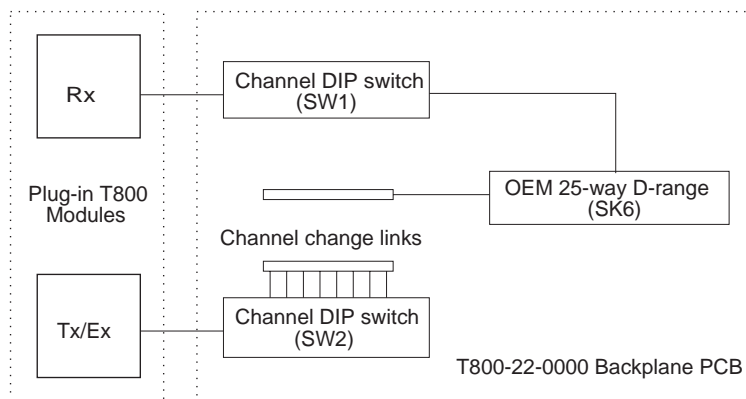 Rx
Channel DIP switch
(SW1)
Plug-in T800
Modules
OEM 25-way D-range
(SK6)
Channel change links
Tx/Ex
Channel DIP switch
(SW2)
T800-22-0000 Backplane PCB